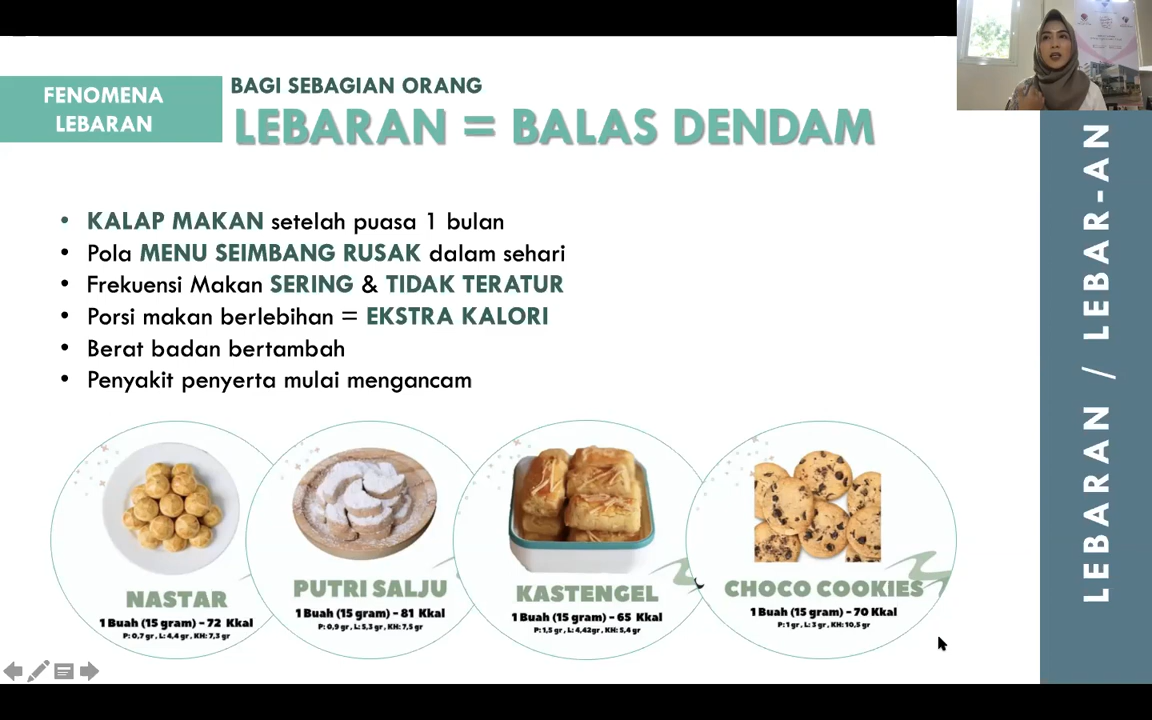 FENOMENA
LEBARAN
BAGI SEBAGIAN ORANG
LEBARAN = BALAS DENDAM
• KALAP MAKAN setelah puasa 1 bulan
• Pola MENU SEIMBANG RUSAK dalam sehari
• Frekuensi Makan SERING & TIDAK TERATUR
• Porsi makan berlebihan = EKSTRA KALORI
• Berat badan bertambah
• Penyakit penyerta mulai mengancam
NASTAR
1 Buah (15 gram) - 72 Kkal
P: 0,7 gr , L: 4,4 gr , KH: 7,3 gr
PUTRI SALJU
1 Buah (15 gram) - 81 Kkal
P: 0,9 gr , L: 5,3 gr , KH: 7,5 gr
KASTENGEL
1 Buah (15 gram) - 65 Kkal
P: 1,5 gr , L: 4,42gr , KH: 5,4 gr
CHOCO COOKIES
1 Buah (15 gram) - 70 Kkal
P: 1 gr , L: 3 gr , KH: 10,5 gr
LEBARAN / LEBAR-AN